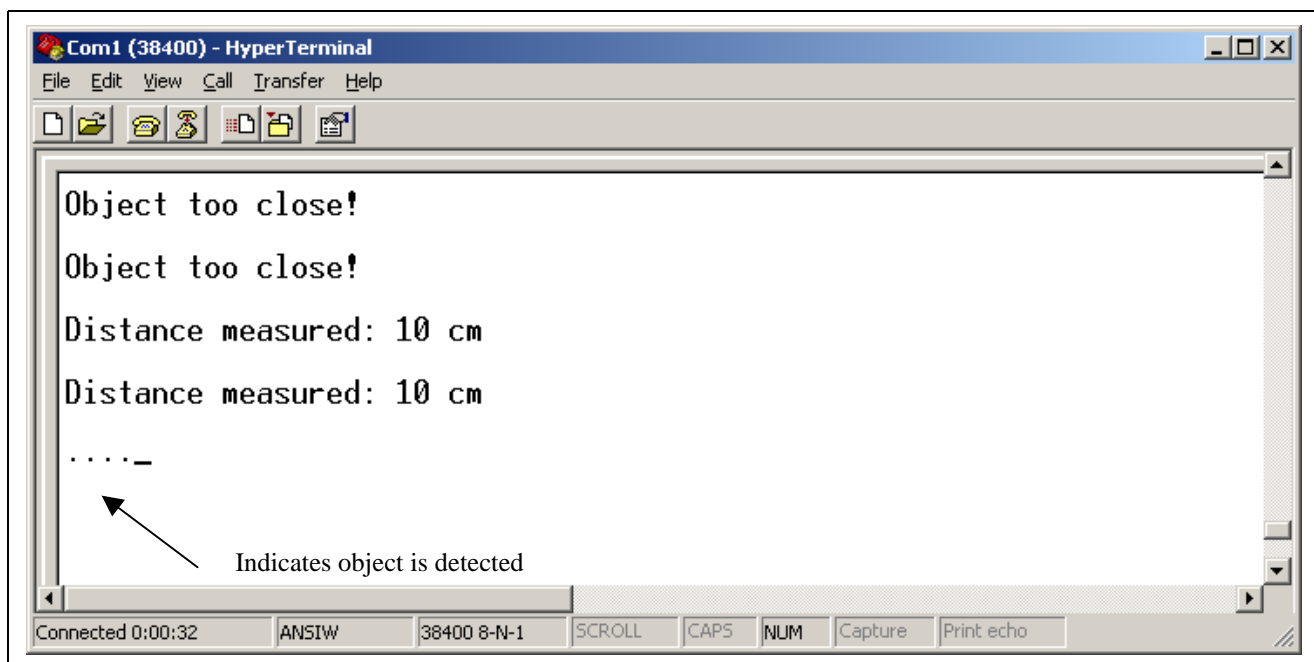 Com1 (38400) - HyperTerminal
File Edit View Call Transfer Help
Object too close!
Object too close!
Distance measured: 10 cm
Distance measured: 10 cm
...._
Indicates object is detected
Connected 0:00:32 ANSIW 38400 8-N-1 SCROLL CAPS NUM Capture Print echo